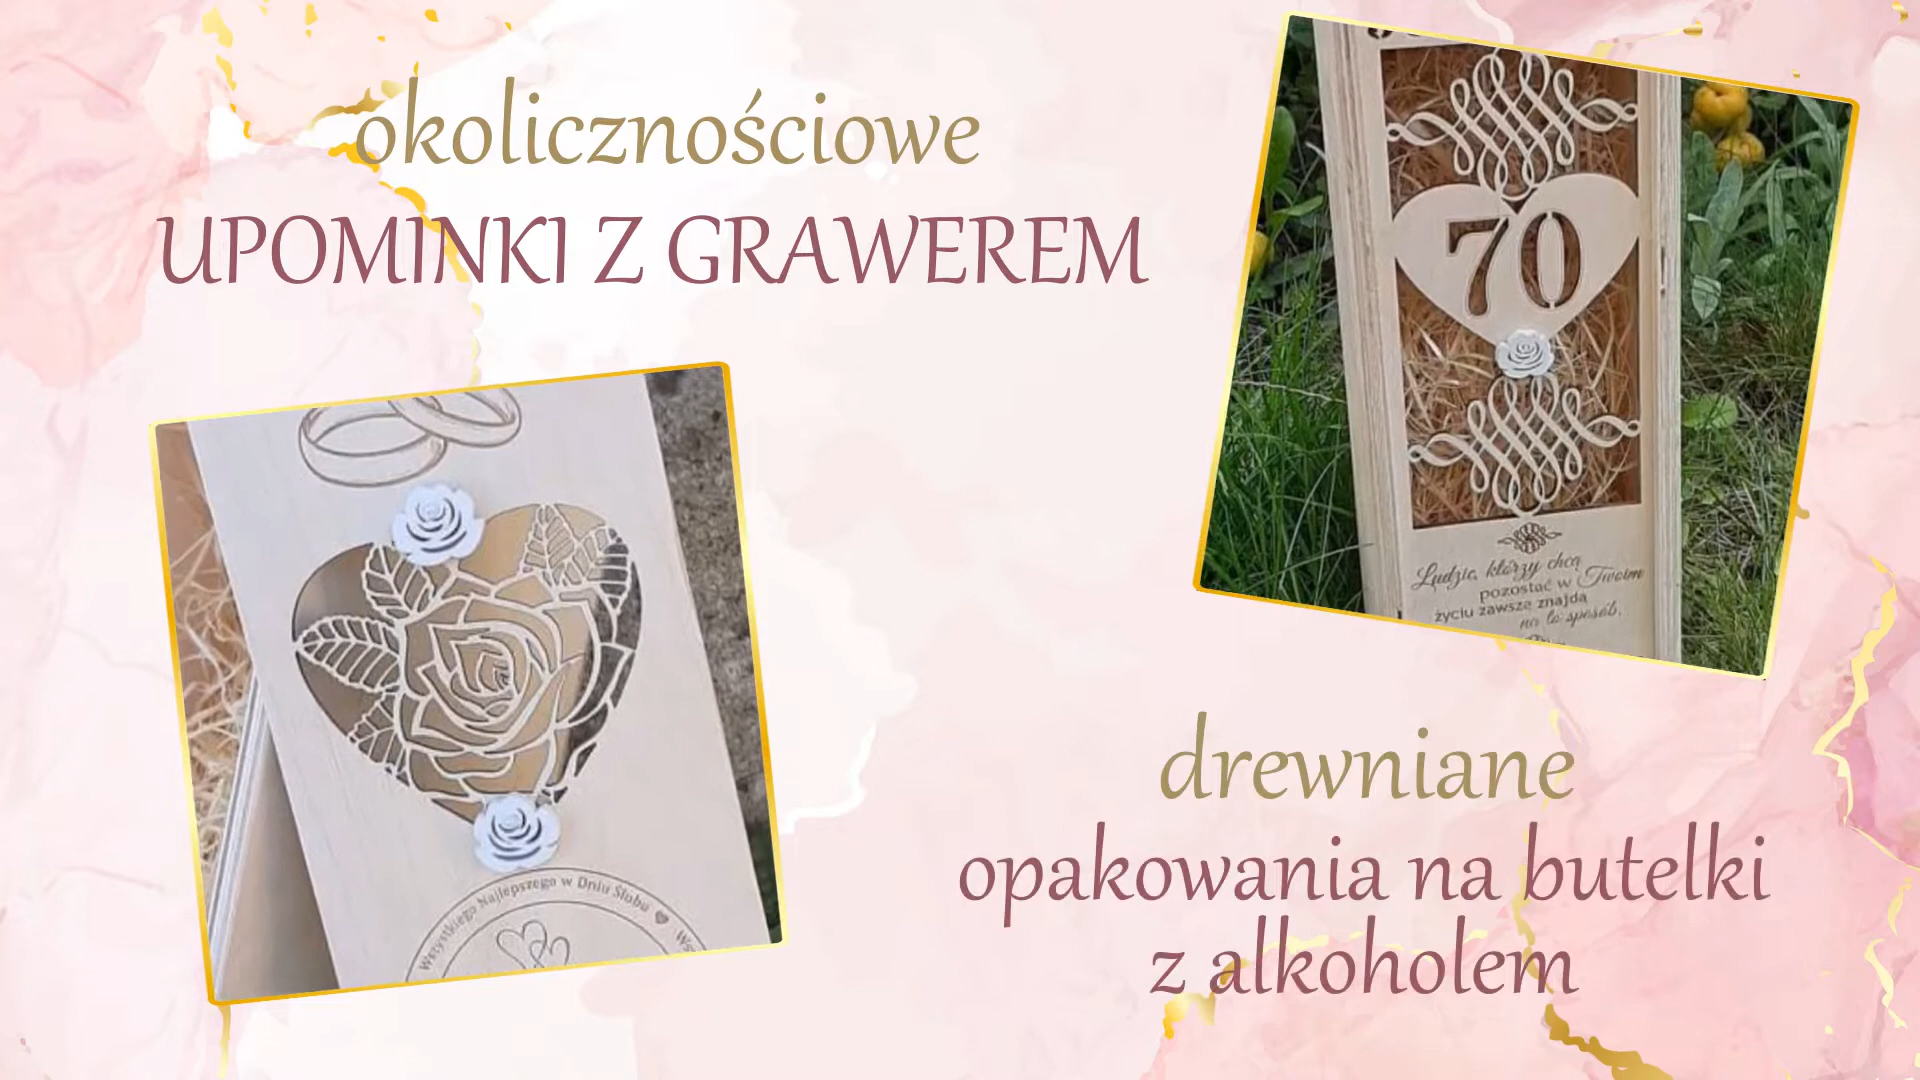 okolicznościowe
UPOMINKI Z GRAWEREM
70
Ludzie, którzy chcą
pozostać w Twoim
życiu zawsze znajdą
na to sposób.
Wszystkiego Najlepszego w Dniu Ślubu
drewniane
opakowania na butelki
z alkoholem